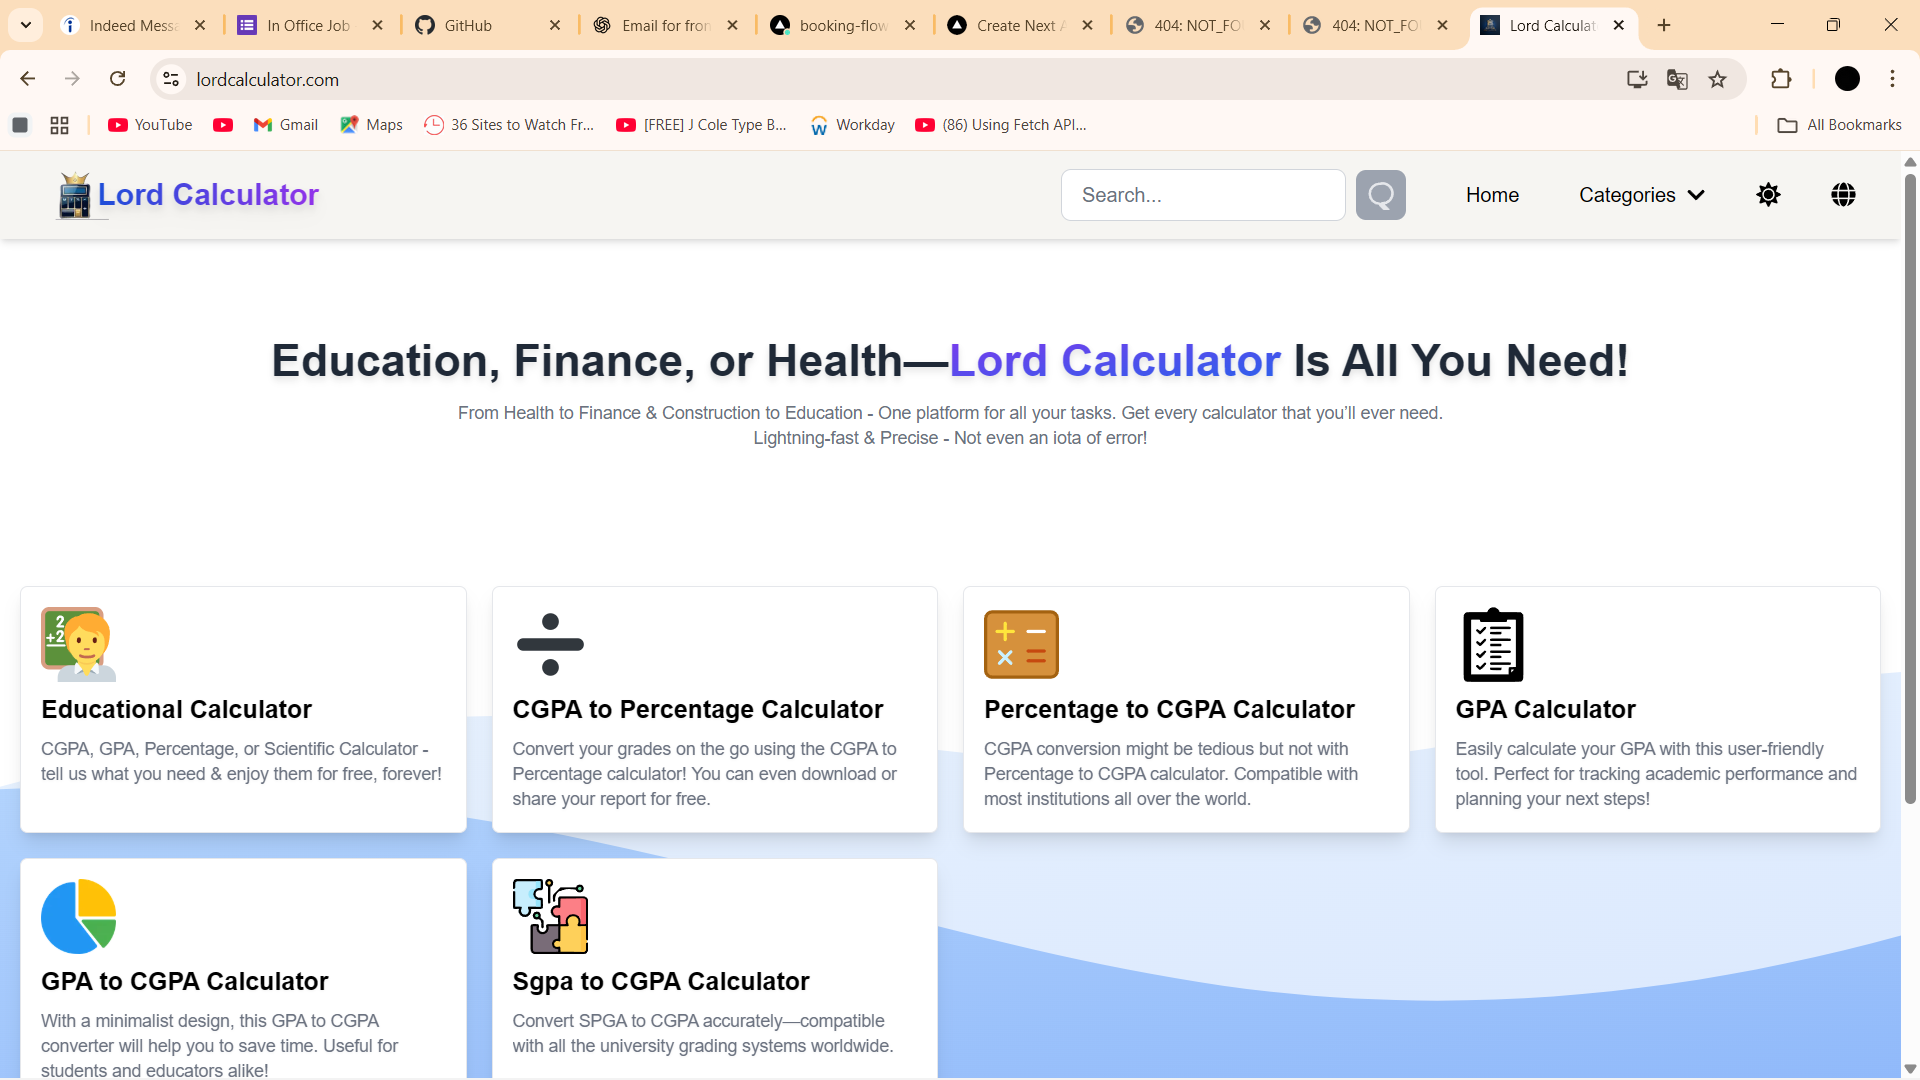 Indeed Messa
In Office Job
GitHub
Email for fron
booking-flow
Create Next A
404: NOT_FO
404: NOT_FO
Lord Calculat
lordcalculator.com
YouTube
Gmail
Maps
36 Sites to Watch Fr...
[FREE] J Cole Type B...
Workday
(86) Using Fetch API...
All Bookmarks
Lord Calculator
Search...
Home
Categories
Education, Finance, or Health—Lord Calculator Is All You Need!
From Health to Finance & Construction to Education - One platform for all your tasks. Get every calculator that you'll ever need.
Lightning-fast & Precise - Not even an iota of error!
2
+2
Educational Calculator
CGPA, GPA, Percentage, or Scientific Calculator -
tell us what you need & enjoy them for free, forever!
CGPA to Percentage Calculator
Convert your grades on the go using the CGPA to
Percentage calculator! You can even download or
share your report for free.
Percentage to CGPA Calculator
CGPA conversion might be tedious but not with
Percentage to CGPA calculator. Compatible with
most institutions all over the world.
GPA Calculator
Easily calculate your GPA with this user-friendly
tool. Perfect for tracking academic performance and
planning your next steps!
GPA to CGPA Calculator
With a minimalist design, this GPA to CGPA
converter will help you to save time. Useful for
students and educators alike!
Sgpa to CGPA Calculator
Convert SPGA to CGPA accurately—compatible
with all the university grading systems worldwide.